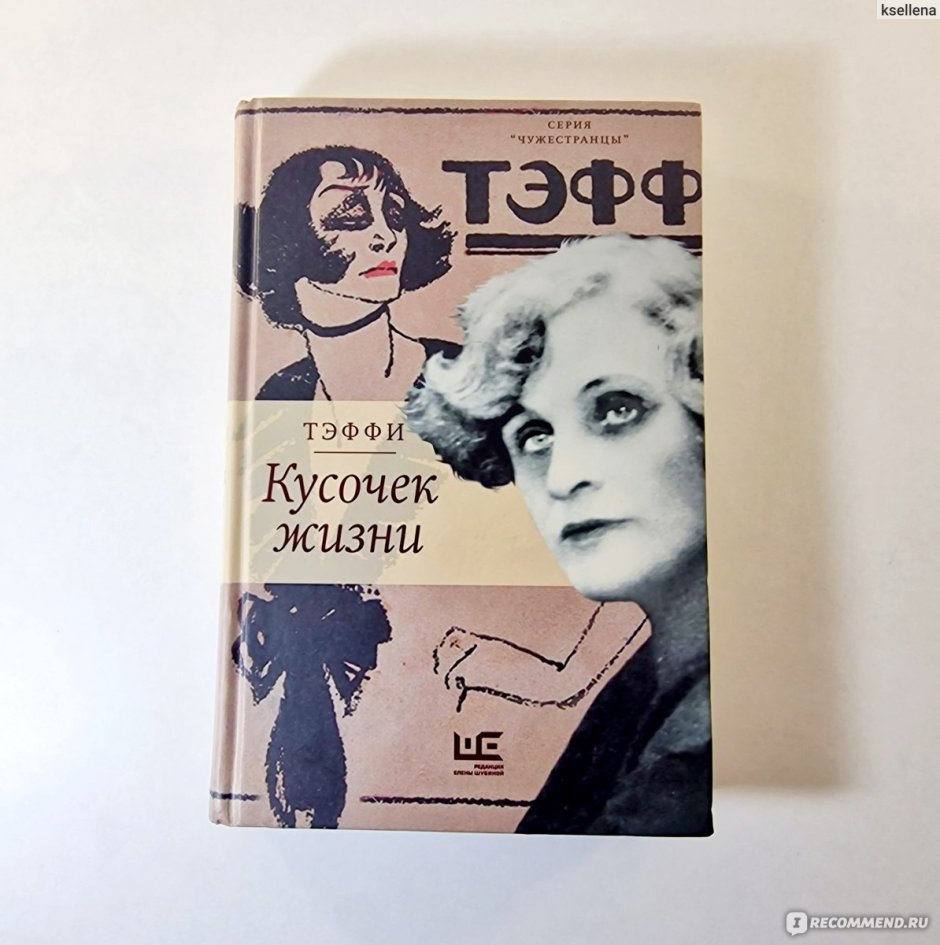 ksellena
СЕРИЯ
"ЧУЖЕСТРАНЦЫ"
ТЭФФ
ТЭФФИ
Кусочек
жизни
ШЕ
РЕДАКЦИЯ
ЕЛЕНЫ ШУБИНОЙ
I RECOMMEND.RU